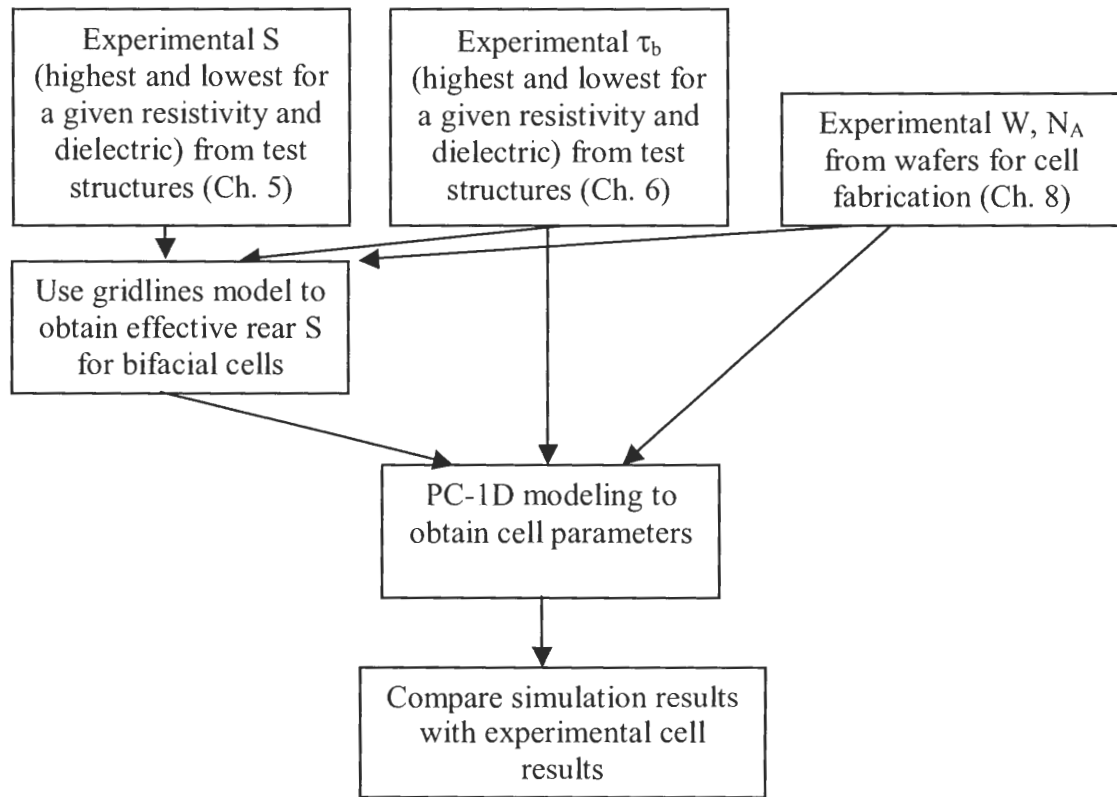 Experimental S
(highest and lowest for
a given resistivity and
dielectric) from test
structures (Ch. 5)
Experimental τb
(highest and lowest for
a given resistivity and
dielectric) from test
structures (Ch. 6)
Experimental W, NA
from wafers for cell
fabrication (Ch. 8)
Use gridlines model to
obtain effective rear S
for bifacial cells
PC-1D modeling to
obtain cell parameters
Compare simulation results
with experimental cell
results